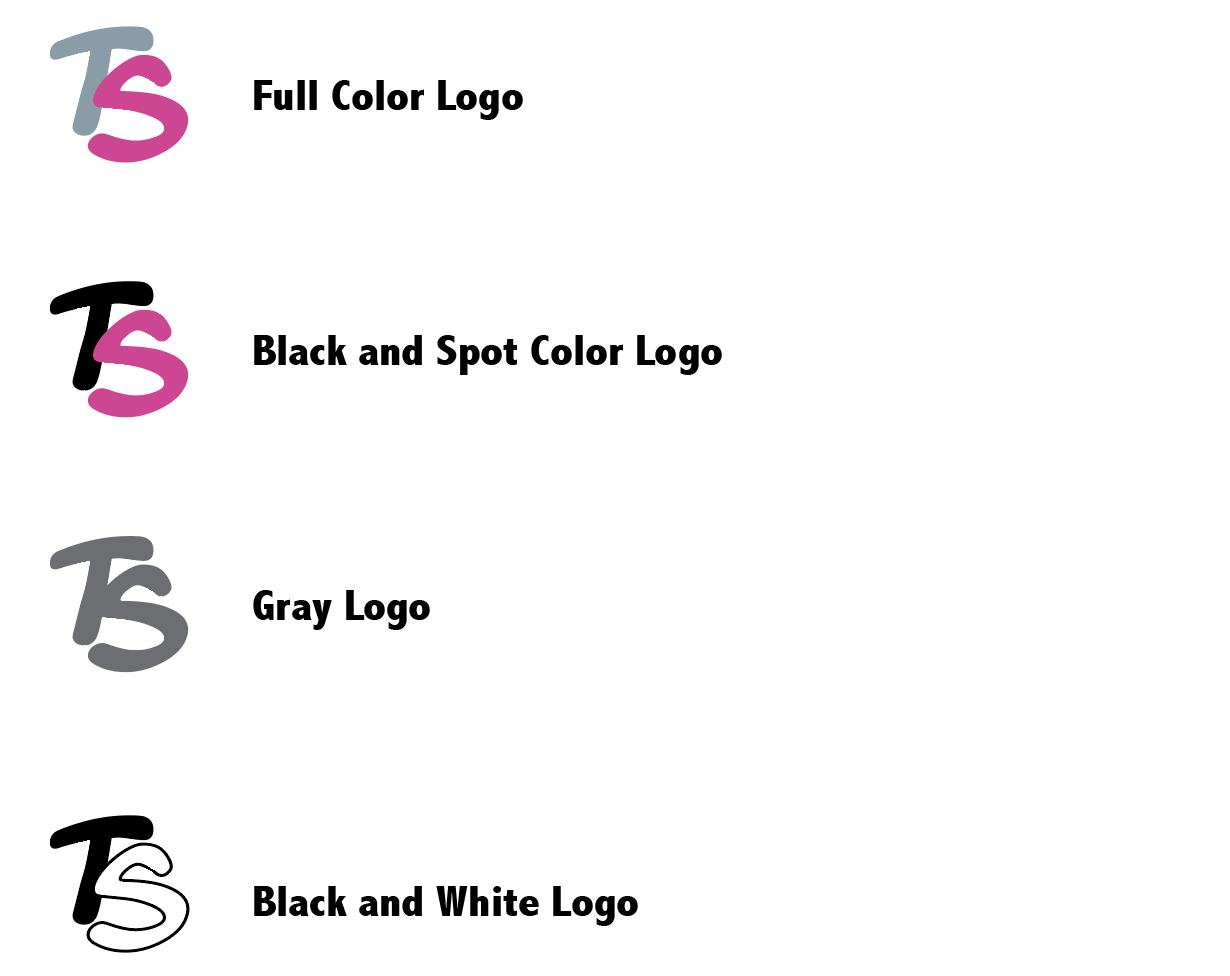 TS
Full Color Logo
TS
Black and Spot Color Logo
TS
Gray Logo
TS
Black and White Logo